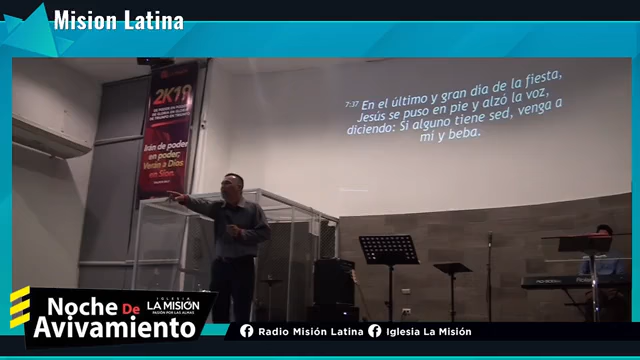 Mision Latina
2K19
Irán de poder
en poder;
Verán a Dios
en Sion.
7:37 En el último y gran día de la fiesta,
Jesús se puso en pie y alzó la voz,
diciendo: Si alguno tiene sed, venga a
mí y beba.
Noche De
Avivamiento
IGLESIA
LA MISIÓN
PASIÓN POR LAS ALMAS
Radio Misión Latina
Iglesia La Misión